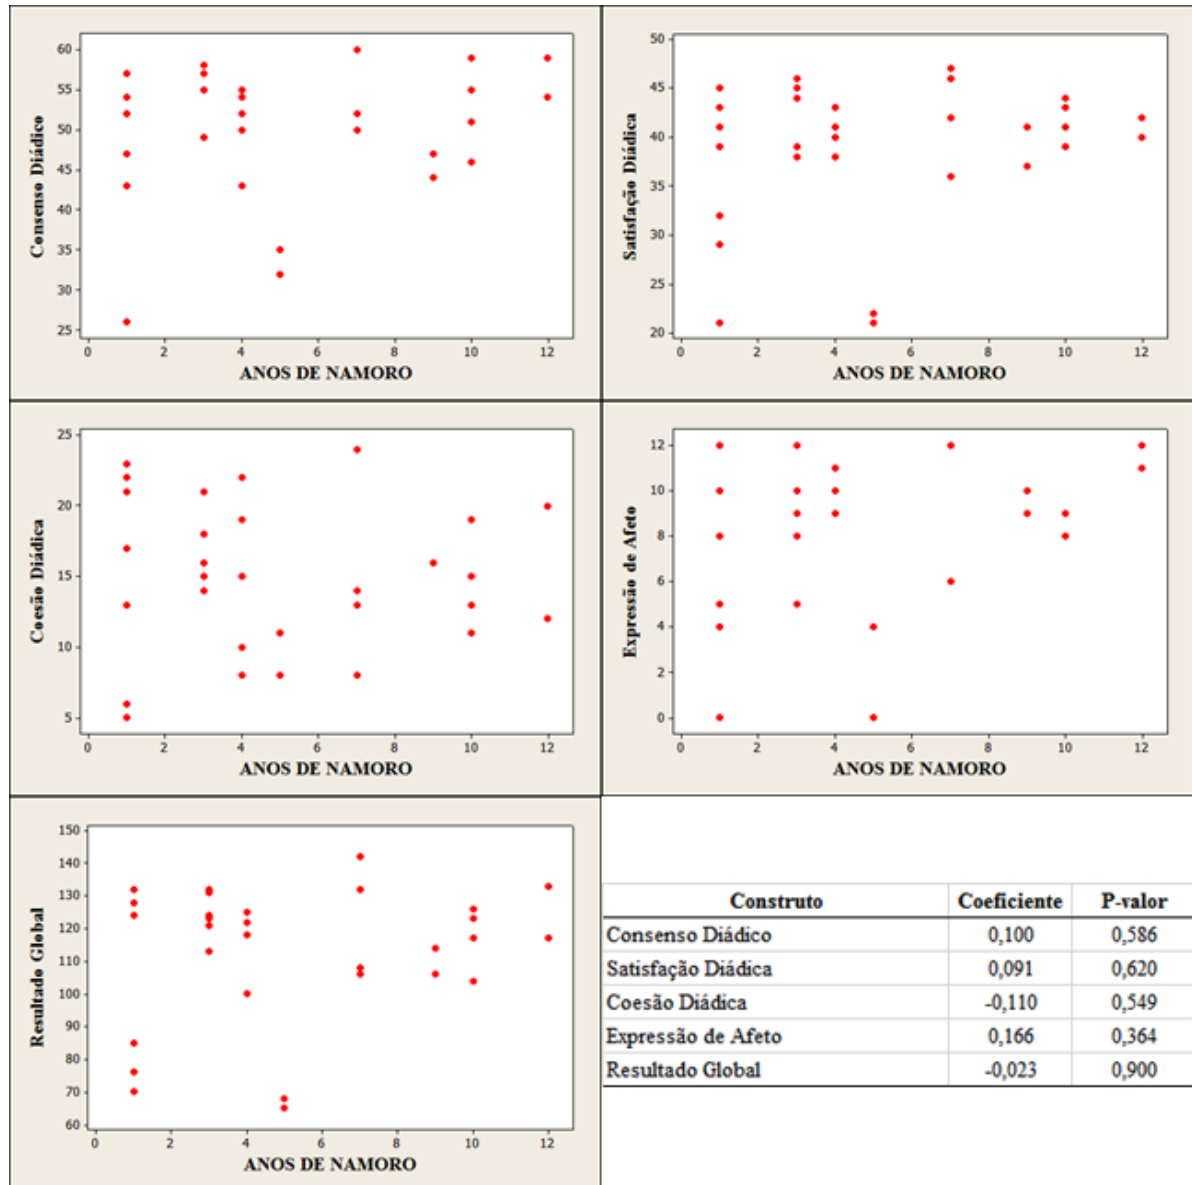 Consenso Diádico
60
55
50
45
40
35
30
25
0 2 4 6 8 10 12
ANOS DE NAMORO
Satisfação Diádica
50
45
40
35
30
25
20
0 2 4 6 8 10 12
ANOS DE NAMORO
Coesão Diádica
25
20
15
10
5
0 2 4 6 8 10 12
ANOS DE NAMORO
Expressão de Afeto
12
10
8
6
4
2
0
0 2 4 6 8 10 12
ANOS DE NAMORO
Resultado Global
150
140
130
120
110
100
90
80
70
60
0 2 4 6 8 10 12
ANOS DE NAMORO
Construto Coeficiente P-valor
Consenso Diádico 0,100 0,586
Satisfação Diádica 0,091 0,620
Coesão Diádica -0,110 0,549
Expressão de Afeto 0,166 0,364
Resultado Global -0,023 0,900